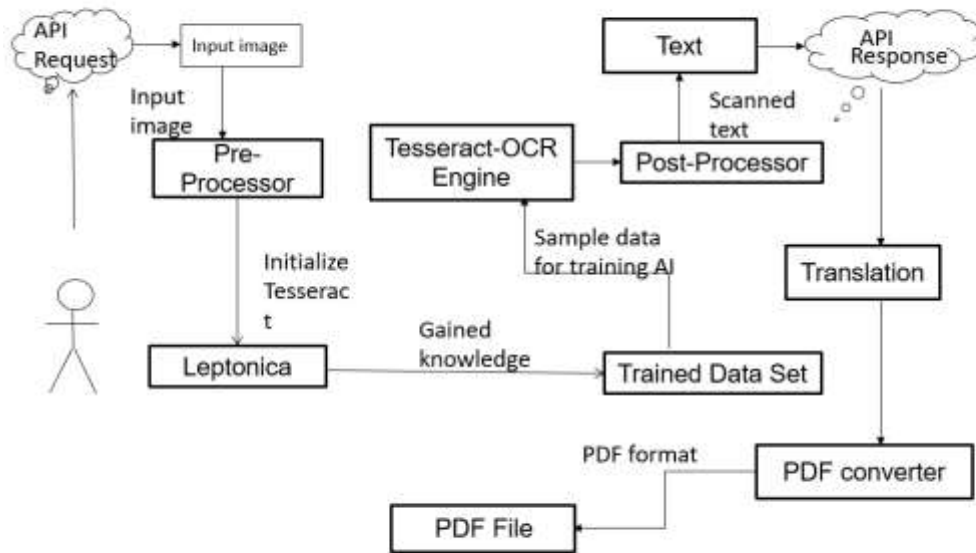 API
Request
Input image
Input
image
Pre-
Processor
Initialize
Tesserac
t
Leptonica
Gained
knowledge
Trained Data Set
Sample data
for training AI
Tesseract-OCR
Engine
Post-Processor
Scanned
text
Text
API
Response
Translation
PDF converter
PDF format
PDF File